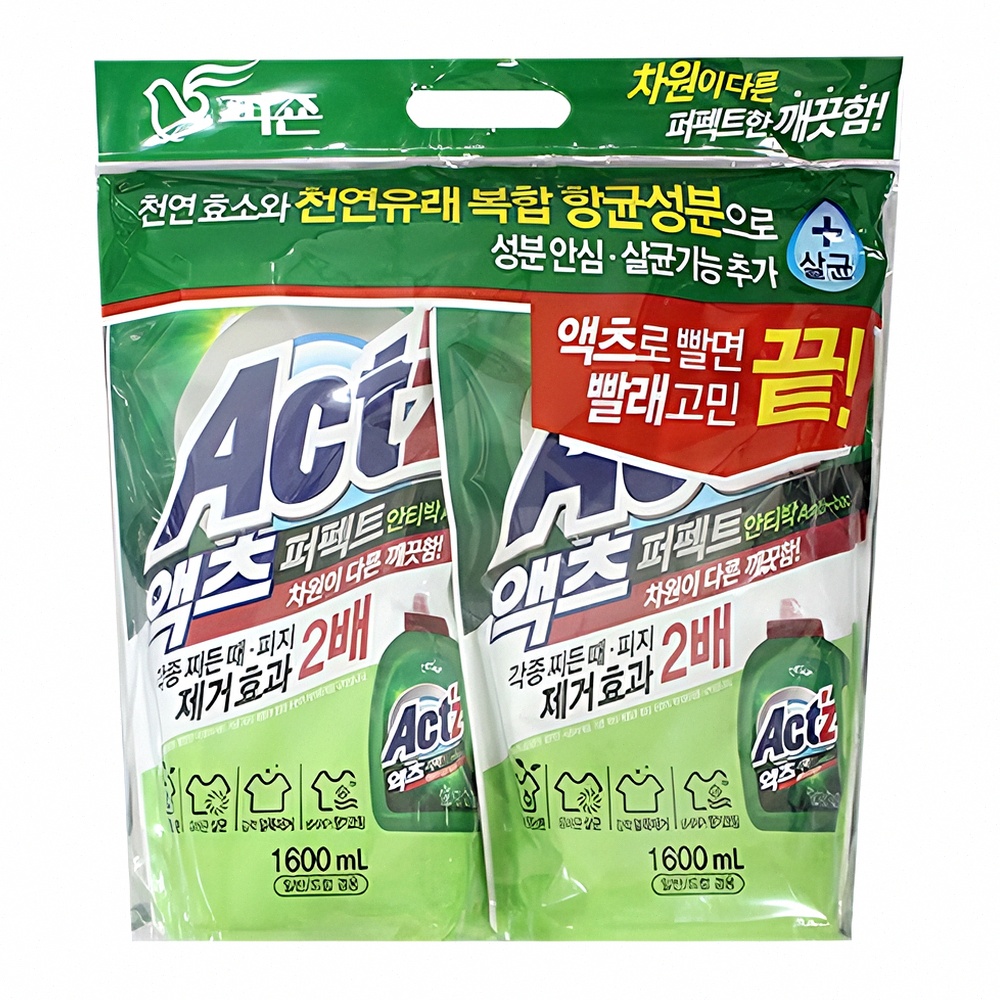 피죤
차원이 다른
퍼펙트한 깨끗함!
천연 효소와 천연유래 복합 항균성분으로
성분 안심·살균기능 추가
+
살균
액츠로 빨면
빨래고민
끝!
Act'z
액츠 퍼펙트 안티박
차원이 다른 깨끗함!
각종 찌든 때·피지
제거 효과 2배
Act'z
액츠
1600 mL
액츠 퍼펙트 안티박
차원이 다른 깨끗함!
각종 찌든 때·피지
제거 효과 2배
Act'z
액츠
1600 mL